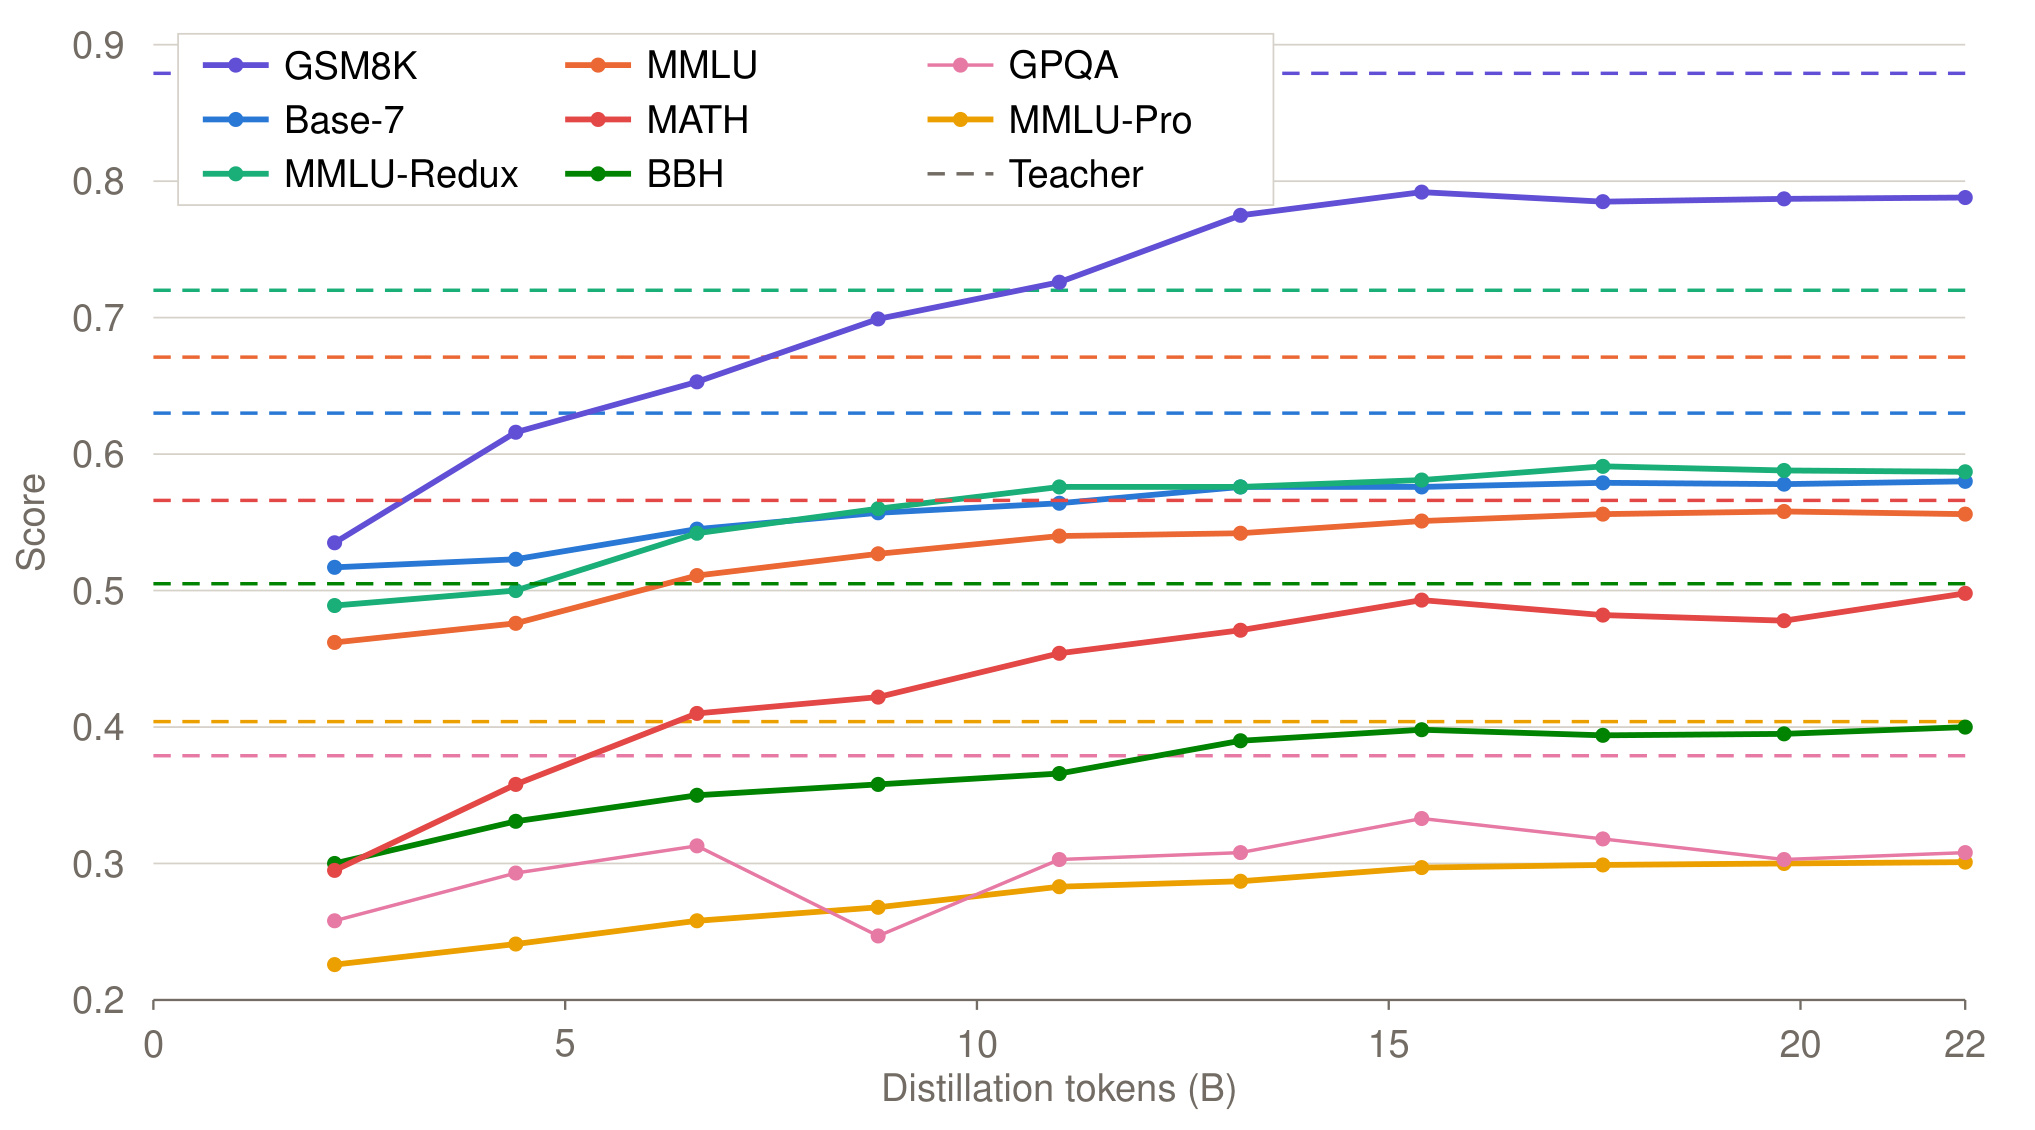 0.9
0.8
0.7
0.6
0.5
0.4
0.3
0.2
Score
GSM8K MMLU GPQA
Base-7 MATH MMLU-Pro
MMLU-Redux BBH Teacher
0 5 10 15 20 22
Distillation tokens (B)